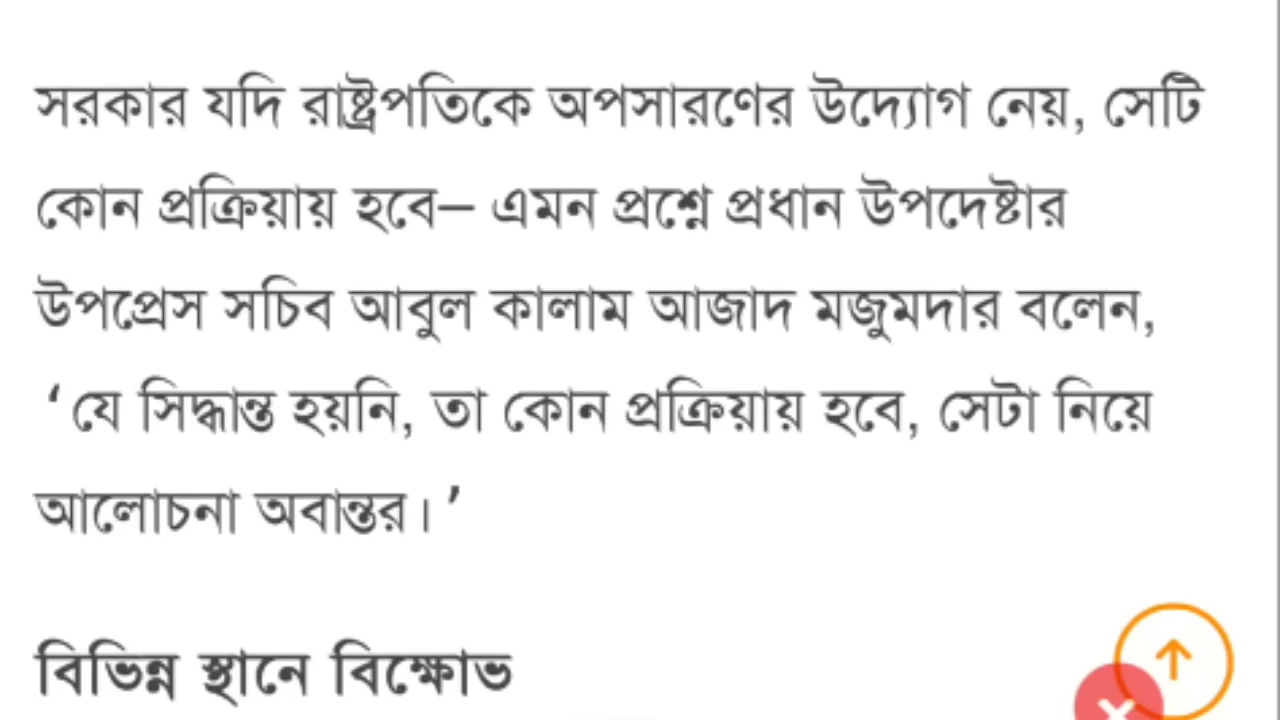 সরকার যদি রাষ্ট্রপতিকে অপসারণের উদ্যোগ নেয়, সেটি
কোন প্রক্রিয়ায় হবে— এমন প্রশ্নে প্রধান উপদেষ্টার
উপপ্রেস সচিব আবুল কালাম আজাদ মজুমদার বলেন,
‘যে সিদ্ধান্ত হয়নি, তা কোন প্রক্রিয়ায় হবে, সেটা নিয়ে
আলোচনা অবান্তর।’
বিভিন্ন স্থানে বিক্ষোভ